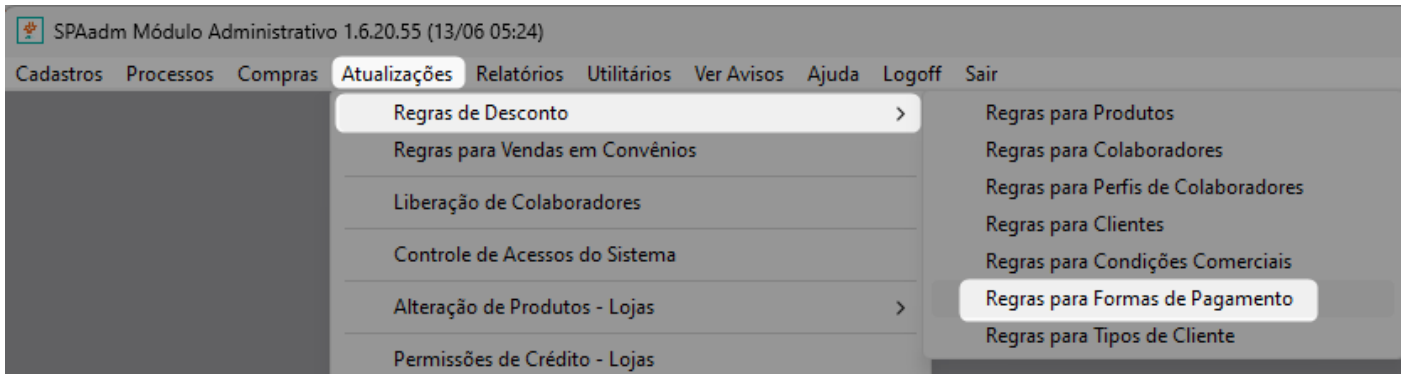 SPAadm Módulo Administrativo 1.6.20.55 (13/06 05:24)
Cadastros Processos Compras Atualizações Relatórios Utilitários Ver Avisos Ajuda Logoff Sair
Regras de Desconto >
Regras para Vendas em Convênios
Liberação de Colaboradores
Controle de Acessos do Sistema
Alteração de Produtos - Lojas >
Permissões de Crédito - Lojas
Regras para Produtos
Regras para Colaboradores
Regras para Perfis de Colaboradores
Regras para Clientes
Regras para Condições Comerciais
Regras para Formas de Pagamento
Regras para Tipos de Cliente